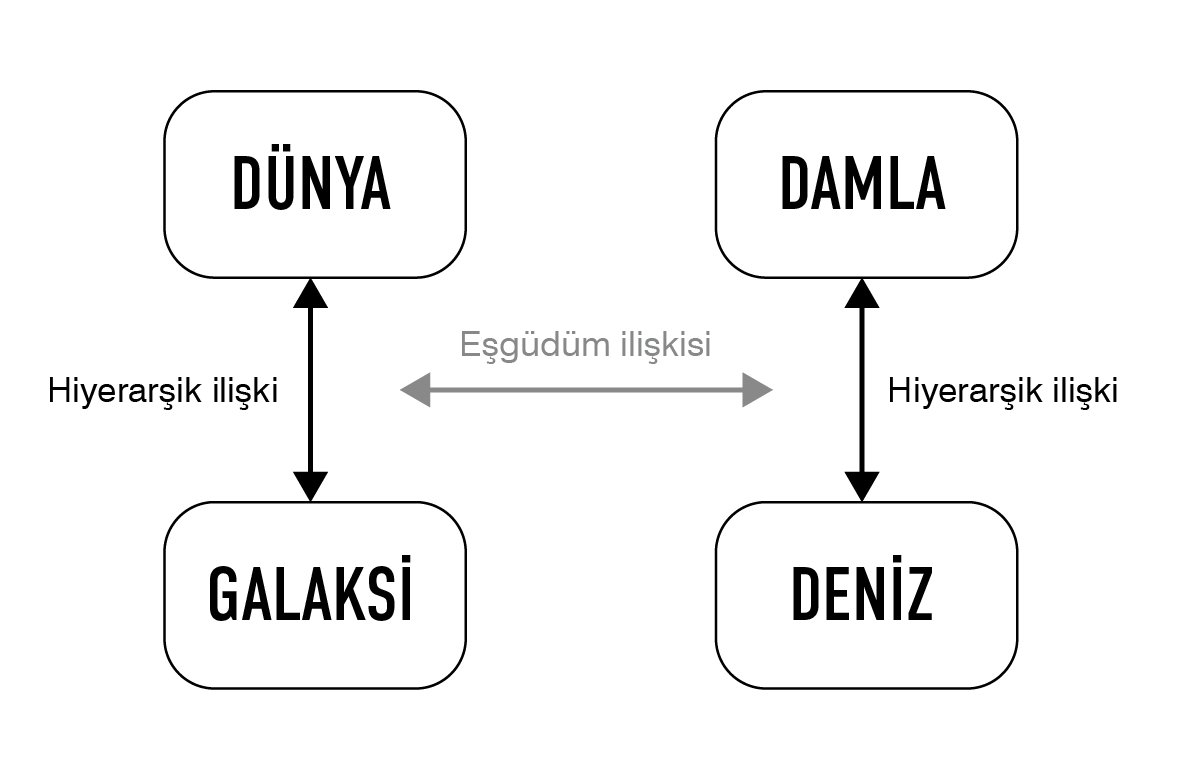 DÜNYA
DAMLA
Eşgüdüm ilişkisi
Hiyerarşik ilişki
Hiyerarşik ilişki
GALAKSİ
DENİZ